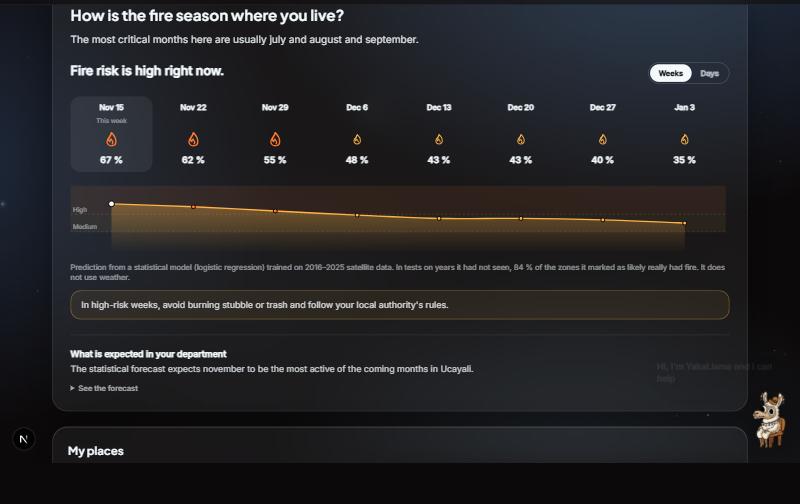 How is the fire season where you live?
The most critical months here are usually july and august and september.
Fire risk is high right now.
Weeks Days
Nov 15 Nov 22 Nov 29 Dec 6 Dec 13 Dec 20 Dec 27 Jan 3
This week
67 % 62 % 55 % 48 % 43 % 43 % 40 % 35 %
High
Medium
Prediction from a statistical model (logistic regression) trained on 2016–2025 satellite data. In tests on years it had not seen, 84 % of the zones it marked as likely really had fire. It does
not use weather.
In high-risk weeks, avoid burning stubble or trash and follow your local authority's rules.
What is expected in your department
The statistical forecast expects november to be the most active of the coming months in Ucayali.
See the forecast
Hi, I'm YakaLlama and I can
help
N
My places